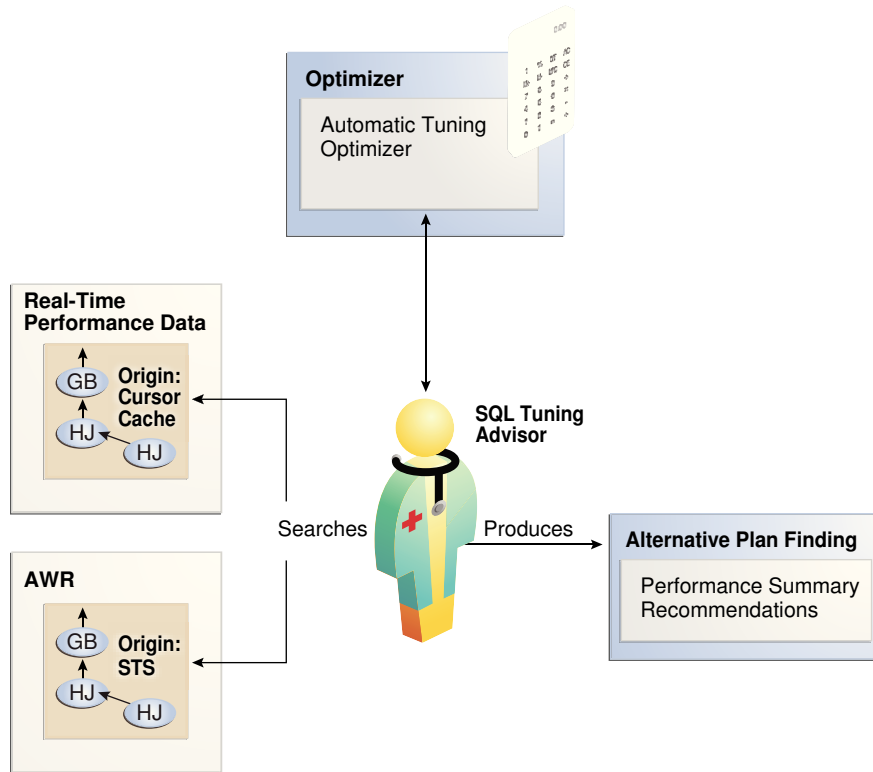 Optimizer
Automatic Tuning
Optimizer
Real-Time
Performance Data
GB
Origin:
Cursor
Cache
HJ
HJ
SQL Tuning
Advisor
Searches
Produces
Alternative Plan Finding
Performance Summary
Recommendations
AWR
GB
Origin:
STS
HJ
HJ